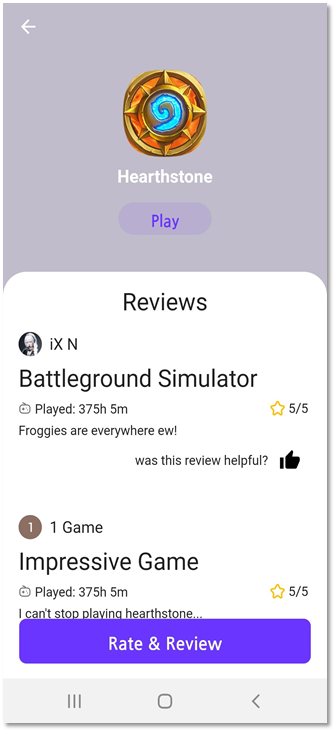 Hearthstone
Play
Reviews
iX N
Battleground Simulator
Played: 375h 5m
5/5
Froggies are everywhere ew!
was this review helpful?
1
1 Game
Impressive Game
Played: 375h 5m
5/5
I can't stop playing hearthstone...
Rate & Review